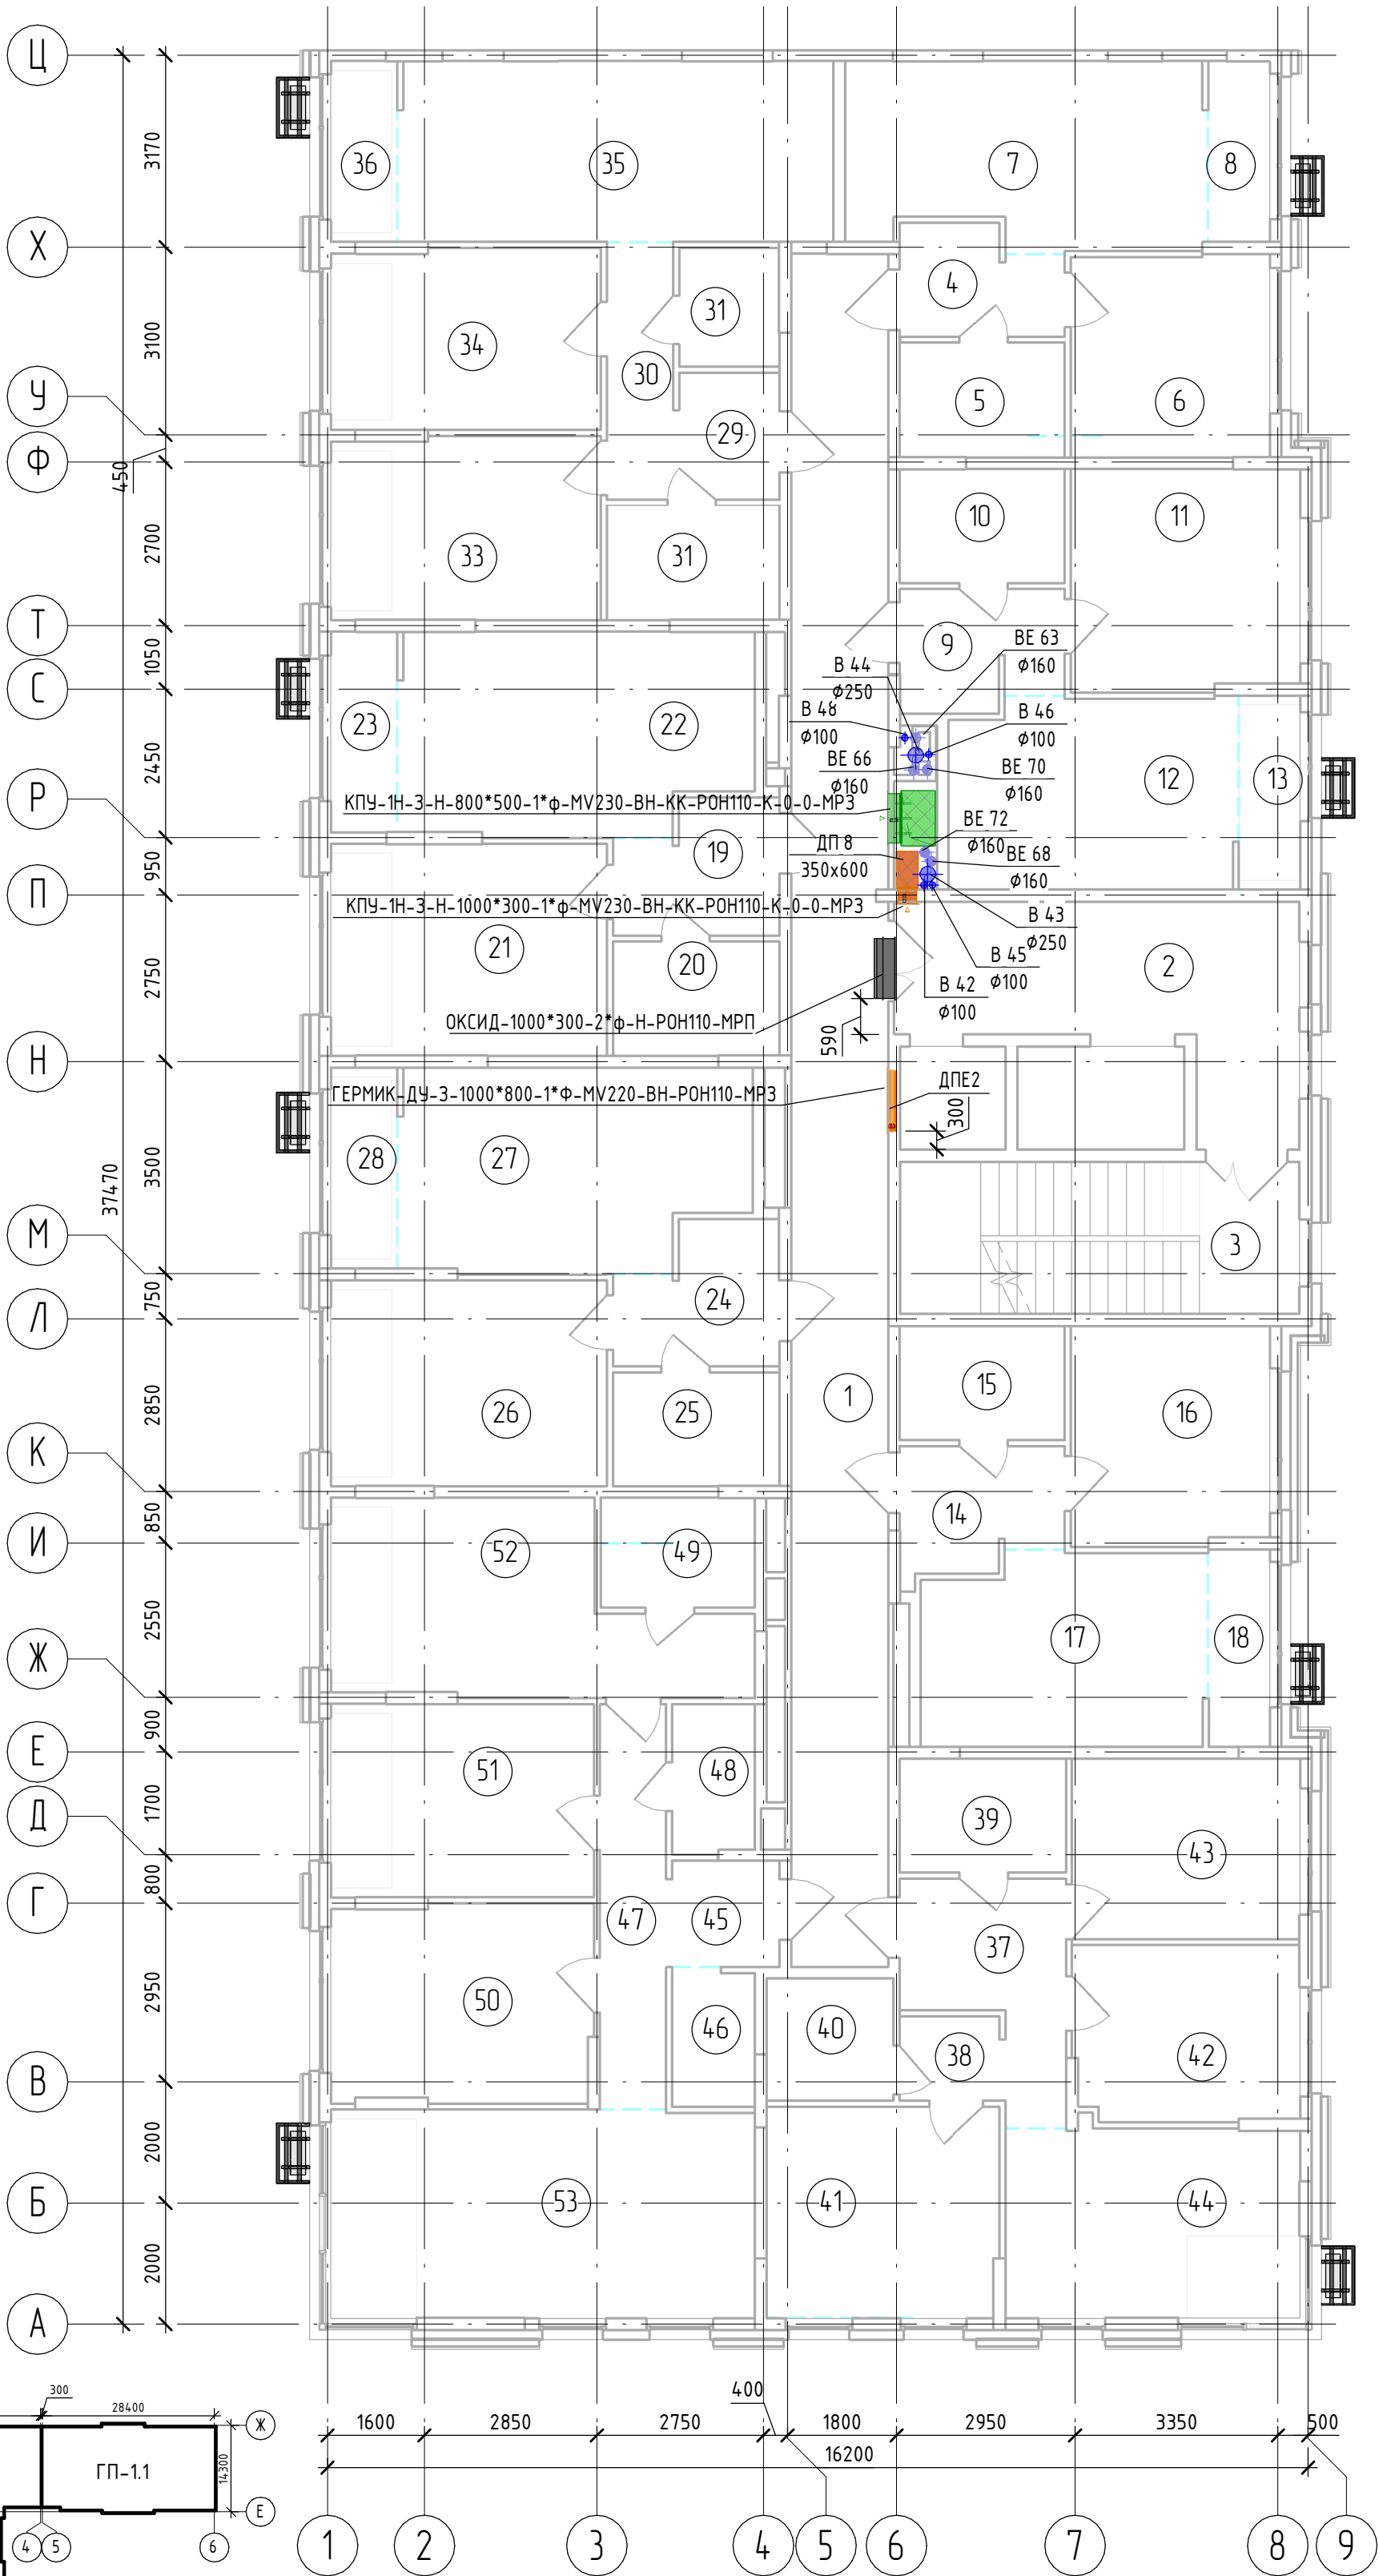 Ц
3170
36
35
7
8
Х
4
31
3100
34
30
5
6
У
29
Ф
450
10
11
2700
33
31
Т
9
ВЕ 63
ф160
1050
В 44
ф250
С
В 48
ф100
В 46
ф100
23
22
2450
ВЕ 66
ф160
ВЕ 70
ф160
12
13
КПУ-1Н-З-Н-800*500-1*ф-MV230-ВН-КК-РОН110-К-0-0-МРЗ
Р
ВЕ 72
ф160
ДП 8
350х600
19
ВЕ 68
ф160
950
П
КПУ-1Н-З-Н-1000*300-1*ф-MV230-ВН-КК-РОН110-К-0-0-МРЗ
В 43
ф250
21
20
В 45
ф100
2
2750
В 42
ф100
ОКСИД-1000*300-2*ф-Н-РОН110-МРП
590
Н
ГЕРМИК-ДУ-З-1000*800-1*Ф-MV220-ВН-РОН110-МРЗ
ДПЕ2
300
28
27
3500
37470
М
3
24
750
Л
15
1
16
26
25
2850
К
14
850
И
52
49
2550
17
18
Ж
900
Е
51
48
1700
39
Д
43
800
Г
47
45
37
2950
50
46
40
38
42
В
2000
Б
53
41
44
2000
А
300
28400
400
1600
2850
2750
1800
2950
3350
500
16200
Ж
ГП-1.1
14300
Е
4
5
6
1
2
3
4
5
6
7
8
9